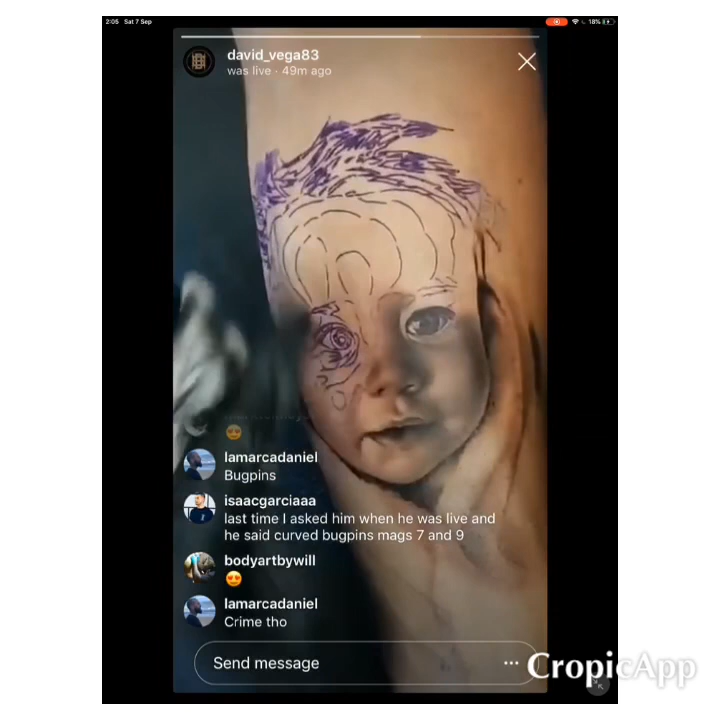 2:05 Sat 7 Sep
18%
david_vega83
was live · 49m ago
lamarcadaniel
Bugpins
isaacgarciaaa
last time I asked him when he was live and
he said curved bugpins mags 7 and 9
bodyartbywill
😍
lamarcadaniel
Crime tho
Send message
CropicApp